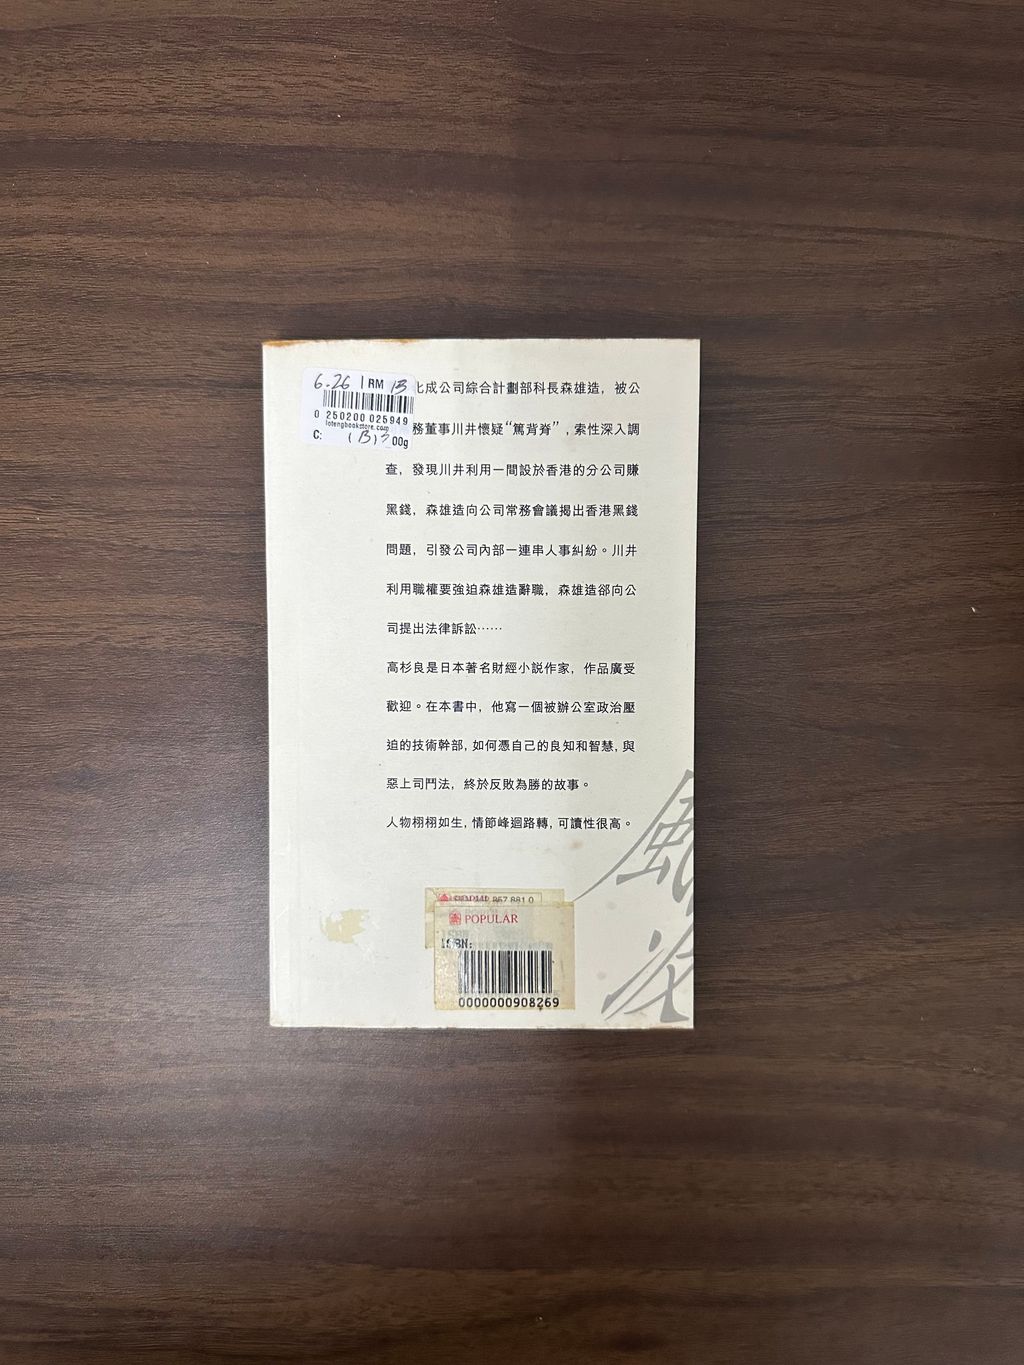 6.26 | RM 13
0 250200 025949
lotengbookstore.com
C: (B)
00g
化成公司綜合計劃部科長森雄造，被公
務董事川井懷疑“篤背脊”，索性深入調
查，發現川井利用一間設於香港的分公司賺
黑錢，森雄造向公司常務會議揭出香港黑錢
問題，引發公司內部一連串人事糾紛。川井
利用職權要強迫森雄造辭職，森雄造卻向公
司提出法律訴訟……
高杉良是日本著名財經小説作家，作品廣受
歡迎。在本書中，他寫一個被辦公室政治壓
迫的技術幹部，如何憑自己的良知和智慧，與
惡上司鬥法，終於反敗為勝的故事。
人物栩栩如生，情節峰迴路轉，可讀性很高。
風
POPULAR
ISBN:
0000000908269